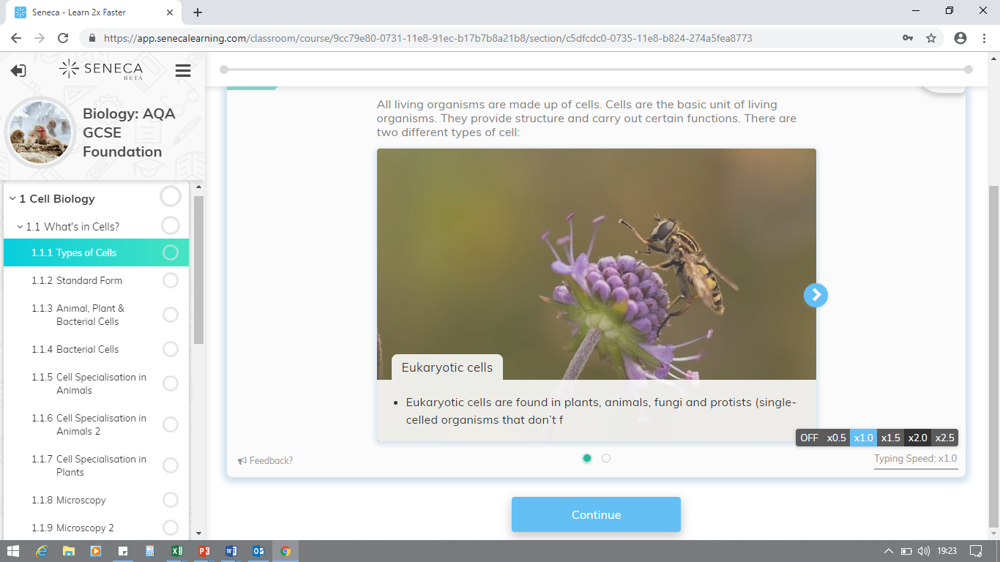 Seneca - Learn 2x Faster
https://app.senecalearning.com/classroom/course/9cc79e80-0731-11e8-91ec-b17b7b8a21b8/section/c5dfcdc0-0735-11e8-b824-274a5fea8773
SENECA
BETA
Biology: AQA
GCSE
Foundation
1 Cell Biology
1.1 What's in Cells?
1.1.1 Types of Cells
1.1.2 Standard Form
1.1.3 Animal, Plant &
Bacterial Cells
1.1.4 Bacterial Cells
1.1.5 Cell Specialisation in
Animals
1.1.6 Cell Specialisation in
Animals 2
1.1.7 Cell Specialisation in
Plants
1.1.8 Microscopy
1.1.9 Microscopy 2
All living organisms are made up of cells. Cells are the basic unit of living
organisms. They provide structure and carry out certain functions. There are
two different types of cell:
Eukaryotic cells
• Eukaryotic cells are found in plants, animals, fungi and protists (single-
celled organisms that don't f
OFF x0.5 x1.0 x1.5 x2.0 x2.5
Feedback?
Typing Speed: x1.0
Continue
19:23